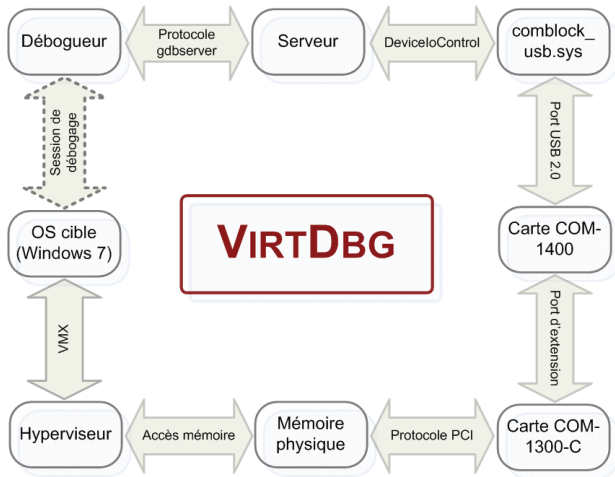 Débogueur
Protocole
gdbserver
Serveur
DeviceIoControl
comblock_
usb.sys
Session de
débogage
Port USB 2.0
OS cible
(Windows 7)
VIRTDBG
Carte COM-
1400
VMX
Port d'extension
Hyperviseur
Accès mémoire
Mémoire
physique
Protocole PCI
Carte COM-
1300-C